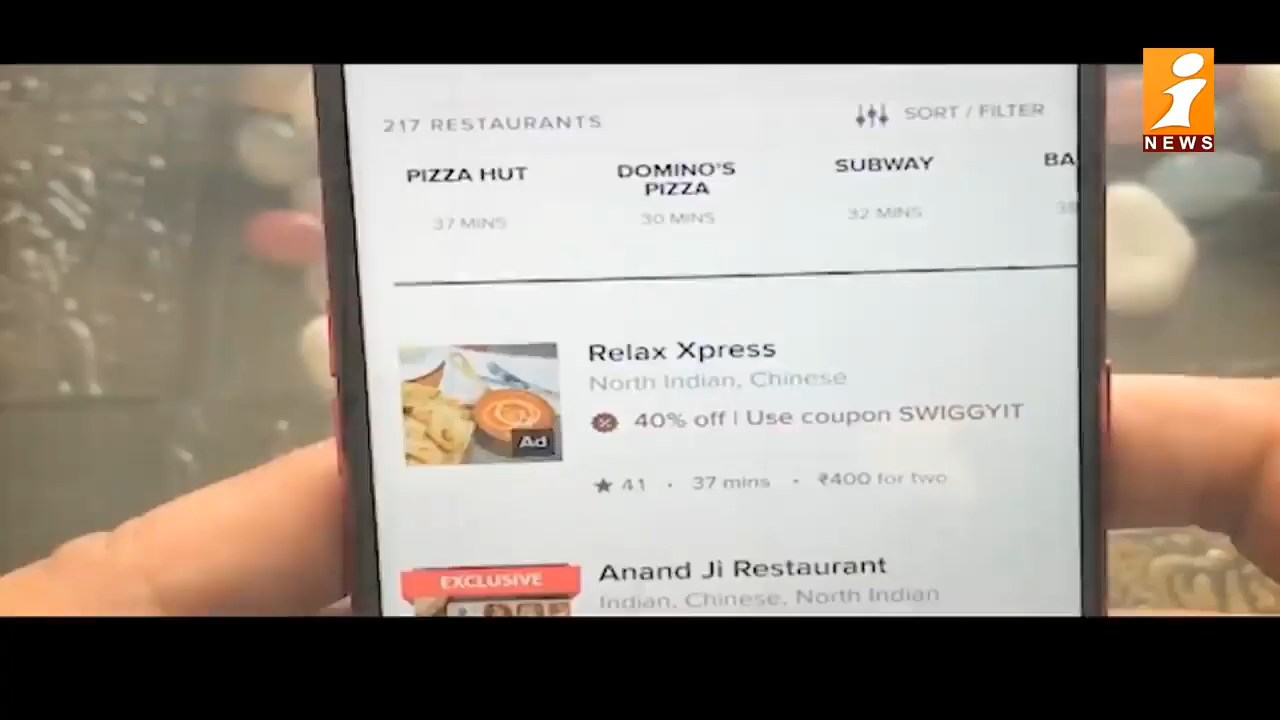 i
NEWS
217 RESTAURANTS
SORT / FILTER
PIZZA HUT
37 MINS
DOMINO'S
PIZZA
30 MINS
SUBWAY
32 MINS
BA
38
Relax Xpress
North Indian, Chinese
40% off | Use coupon SWIGGYIT
Ad
★ 4.1 · 37 mins · ₹400 for two
EXCLUSIVE
Anand Ji Restaurant
Indian, Chinese, North Indian